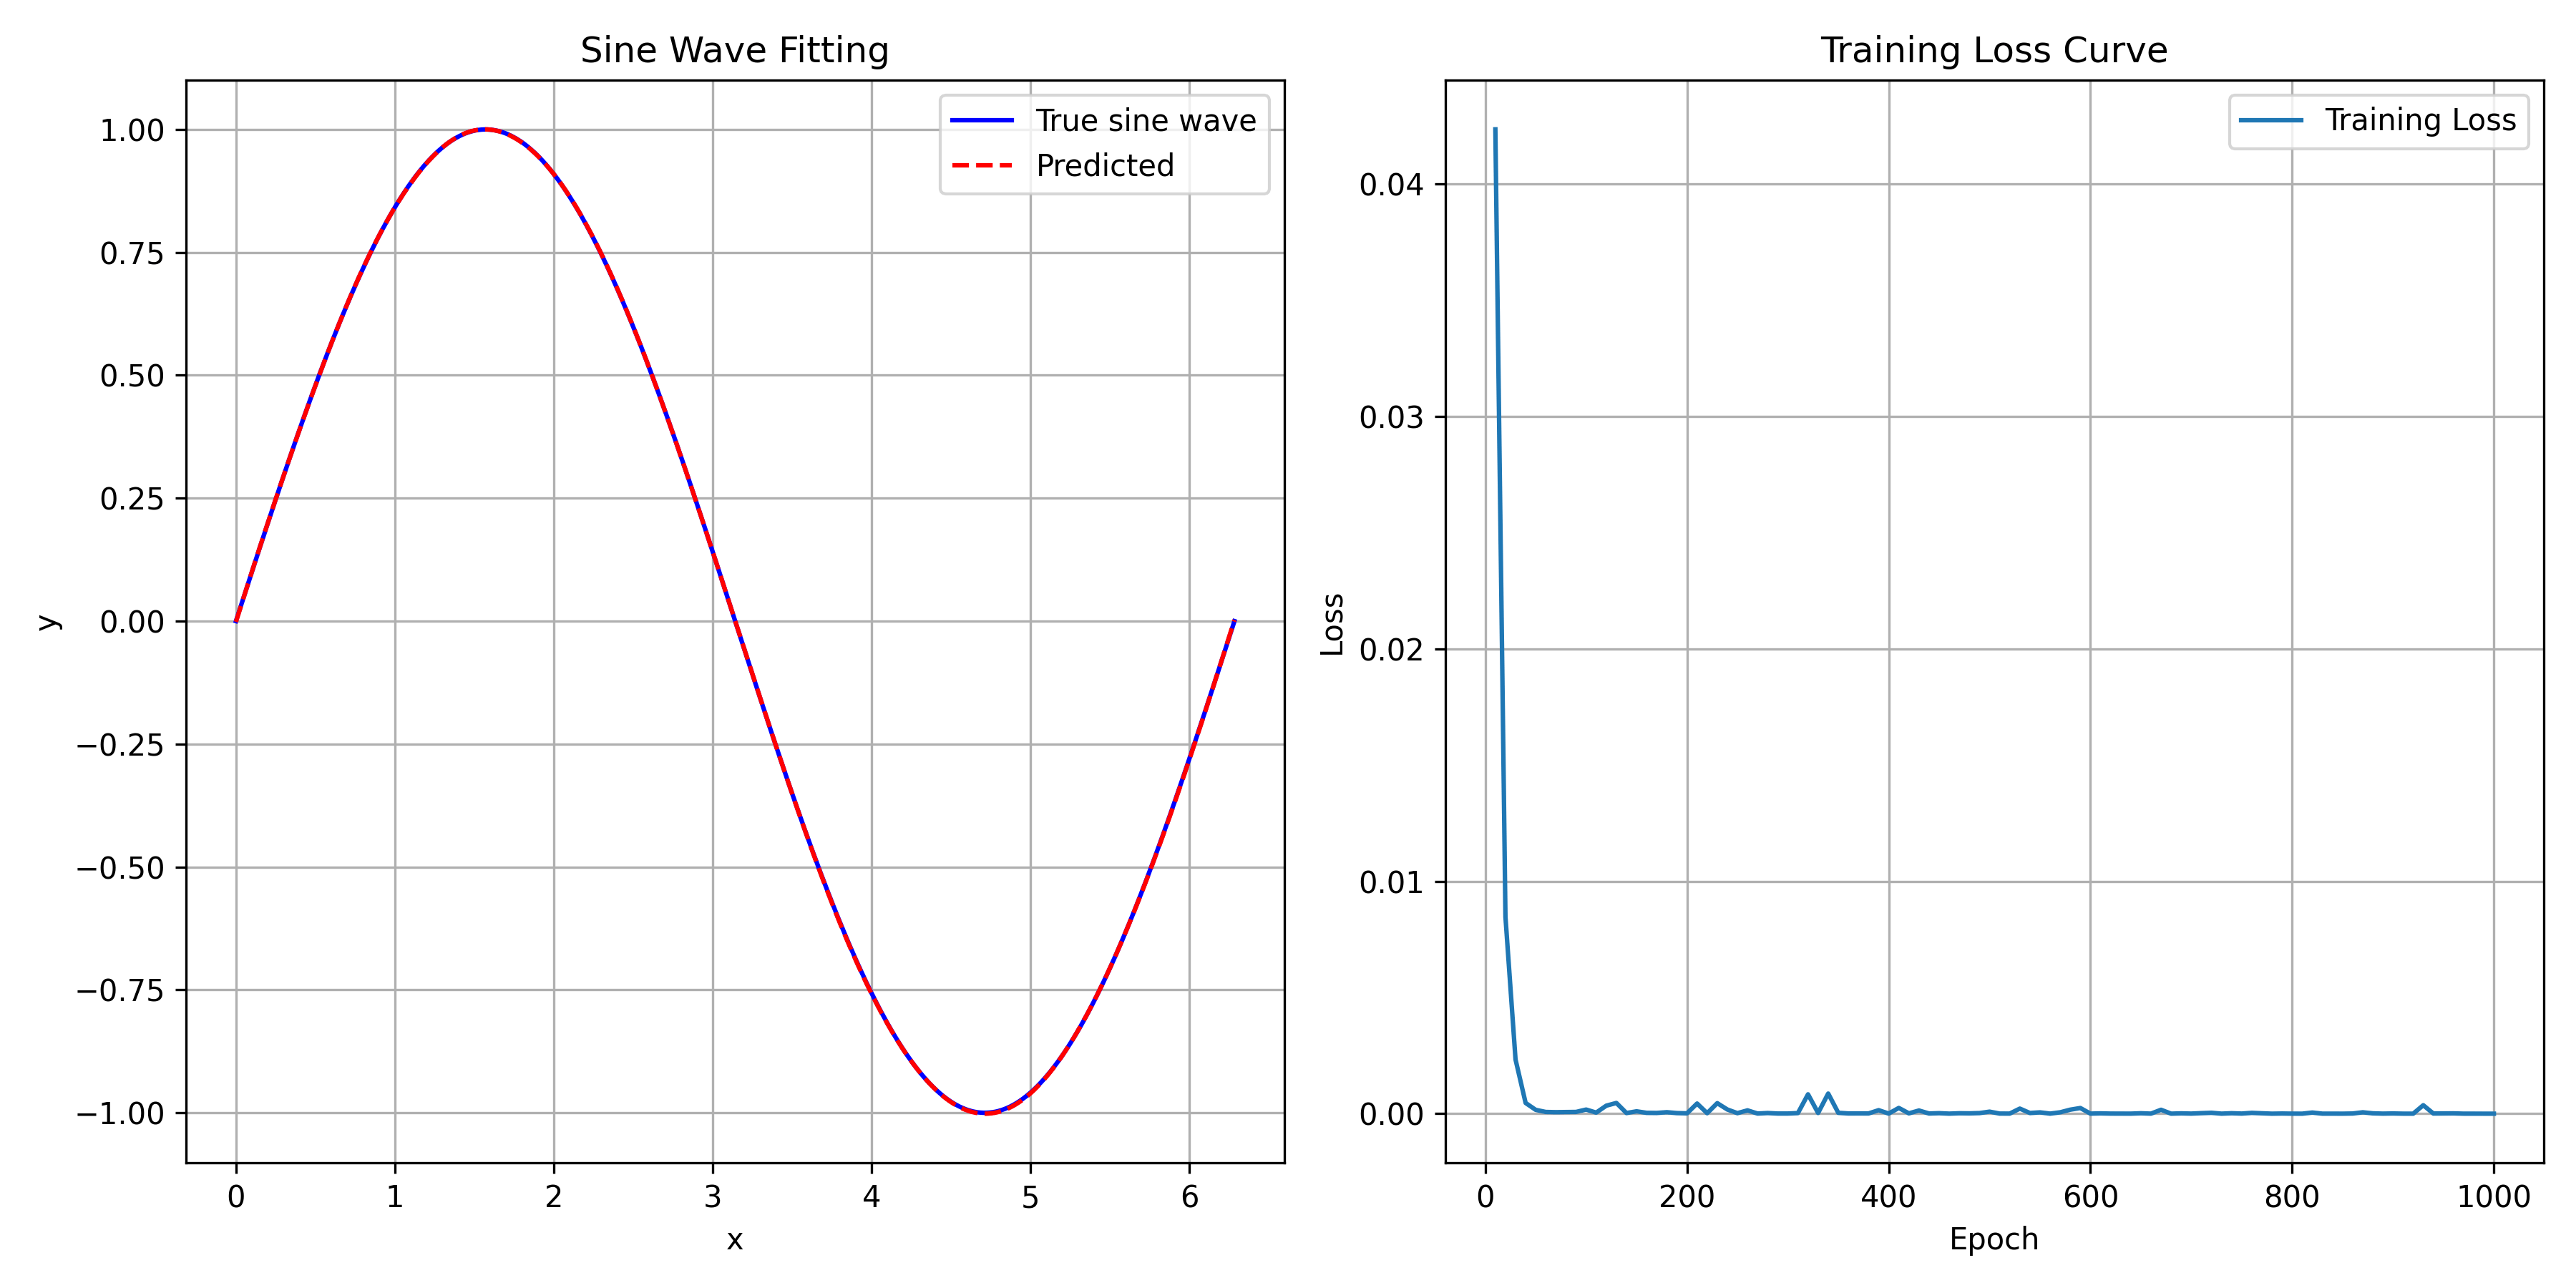 Sine Wave Fitting
True sine wave
Predicted
1.00
0.75
0.50
0.25
0.00
−0.25
−0.50
−0.75
−1.00
y
0 1 2 3 4 5 6
x
Training Loss Curve
Training Loss
0.04
0.03
0.02
0.01
0.00
Loss
0 200 400 600 800 1000
Epoch